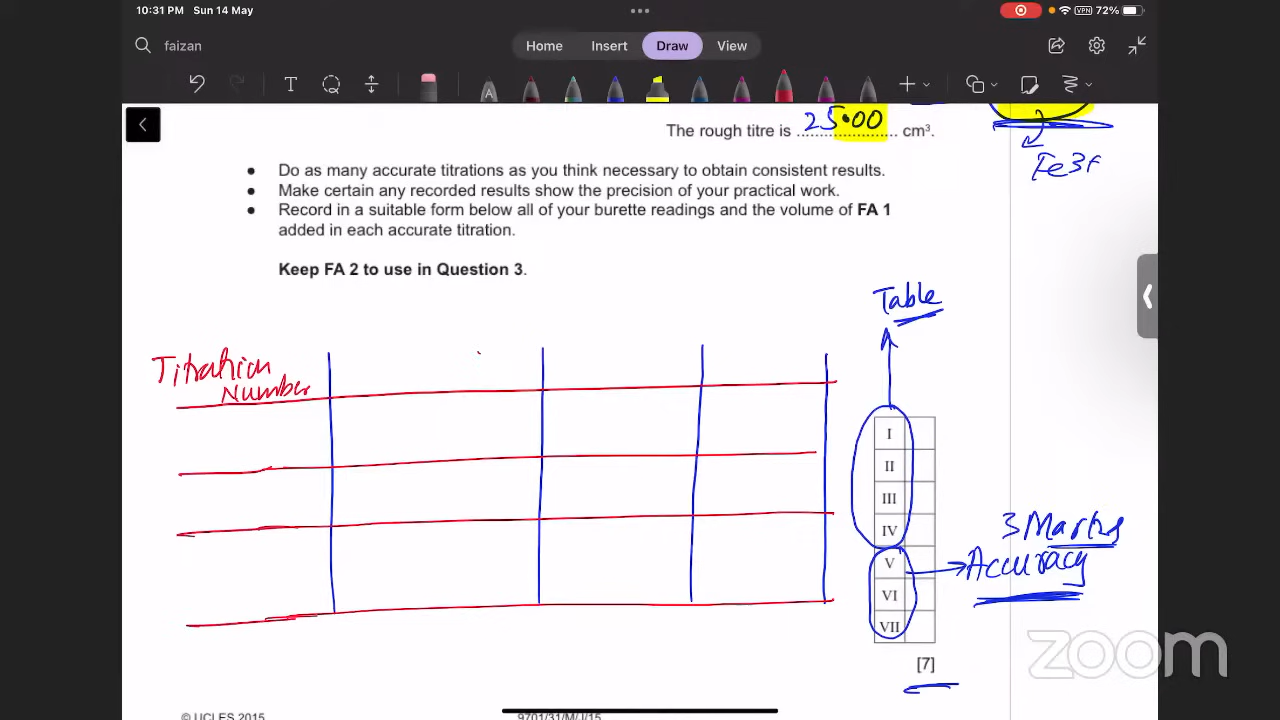 10:31 PM Sun 14 May
VPN 72%
faizan
Home Insert Draw View
25.00
The rough titre is .................... cm³.
Fe3+
• Do as many accurate titrations as you think necessary to obtain consistent results.
• Make certain any recorded results show the precision of your practical work.
• Record in a suitable form below all of your burette readings and the volume of FA 1
added in each accurate titration.
Keep FA 2 to use in Question 3.
Table
Titration
Number
I
II
III
IV
3 Marks
V
Accuracy
VI
VII
[7]
zoom
© UCLES 2015
9701/31/M/J/15